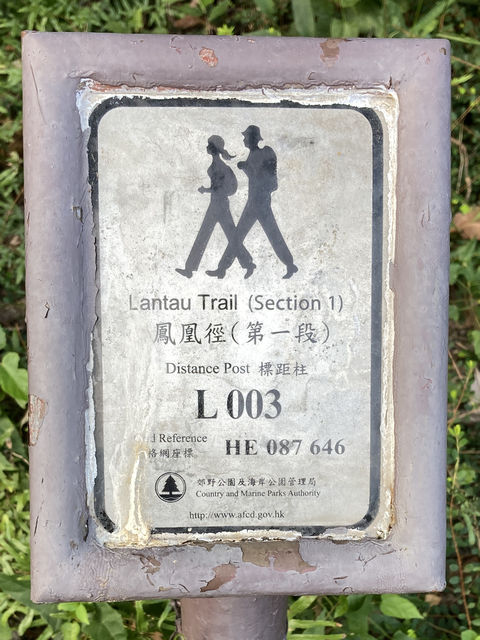 Lantau Trail (Section 1)
鳳凰徑(第一段)
Distance Post 標距柱
L 003
Reference
網座標 HE 087 646
郊野公園及海岸公園管理局
Country and Marine Parks Authority
http://www.afcd.gov.hk